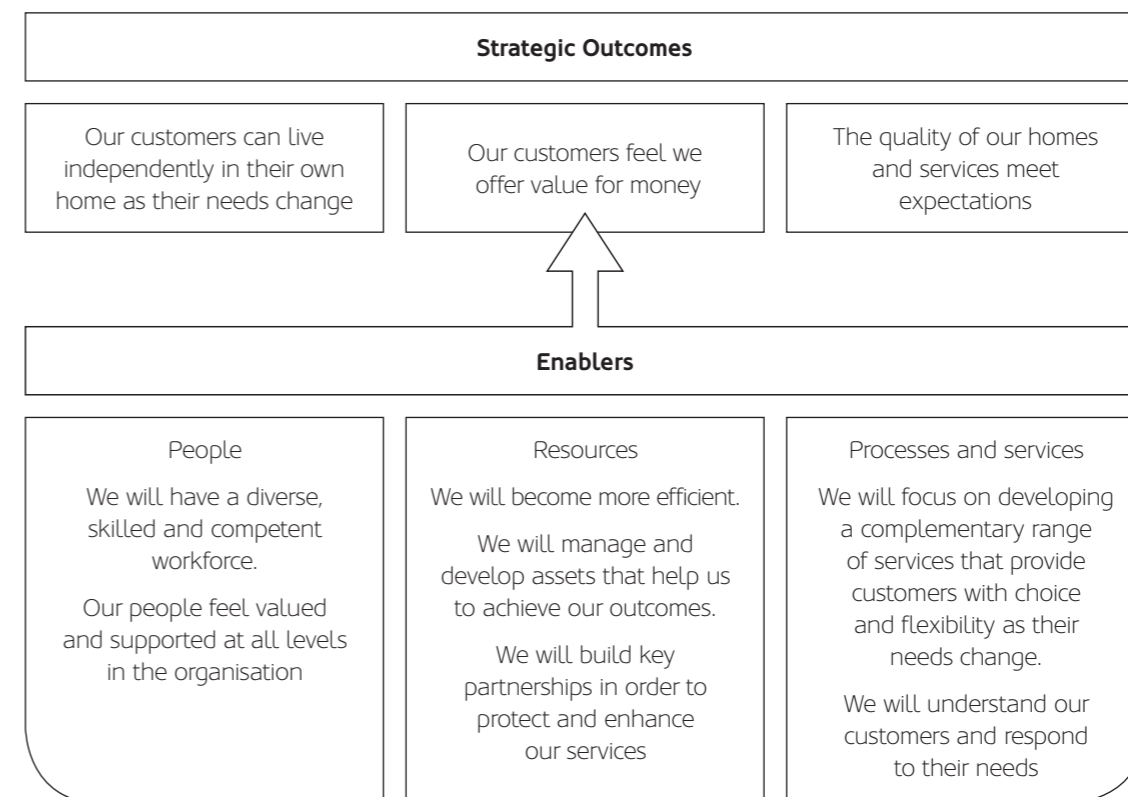 Strategic Outcomes
Our customers can live
independently in their own
home as their needs change
Our customers feel we
offer value for money
The quality of our homes
and services meet
expectations
Enablers
People
We will have a diverse,
skilled and competent
workforce.
Our people feel valued
and supported at all levels
in the organisation
Resources
We will become more efficient.
We will manage and
develop assets that help us
to achieve our outcomes.
We will build key
partnerships in order to
protect and enhance
our services
Processes and services
We will focus on developing
a complementary range
of services that provide
customers with choice
and flexibility as their
needs change.
We will understand our
customers and respond
to their needs